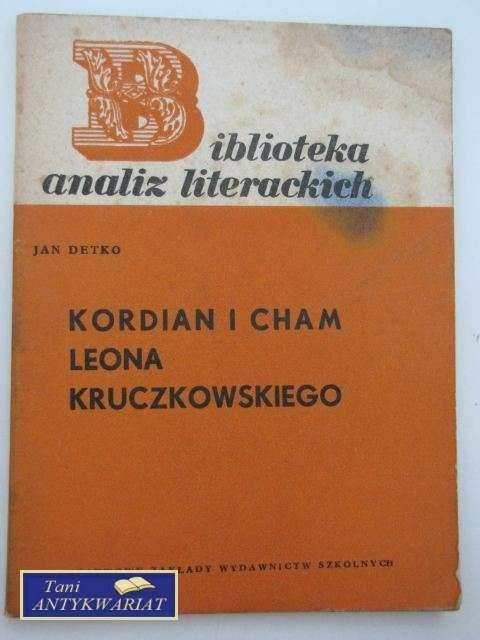 Biblioteka
analiz literackich
JAN DETKO
KORDIAN I CHAM
LEONA
KRUCZKOWSKIEGO
ZAKŁADY WYDAWNICTW SZKOLNYCH
Tani
ANTYKWARIAT